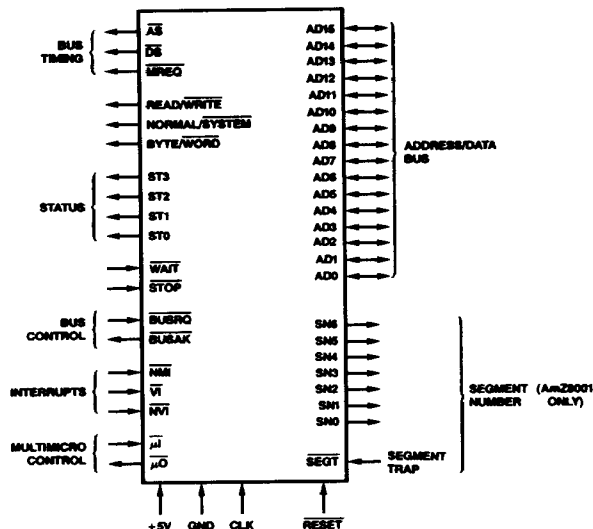 BUS TIMING
AS
DS
MREQ
READ/WRITE
NORMAL/SYSTEM
BYTE/WORD
STATUS
ST3
ST2
ST1
ST0
WAIT
STOP
BUS CONTROL
BUSRQ
BUSAK
INTERRUPTS
NMI
VI
NVI
MULTIMICRO CONTROL
μI
μO
AD15
AD14
AD13
AD12
AD11
AD10
AD9
AD8
AD7
AD6
AD5
AD4
AD3
AD2
AD1
AD0
ADDRESS/DATA BUS
SN6
SN5
SN4
SN3
SN2
SN1
SN0
SEGMENT NUMBER (AmZ8001 ONLY)
SEGT
SEGMENT TRAP
+5V
GND
CLK
RESET